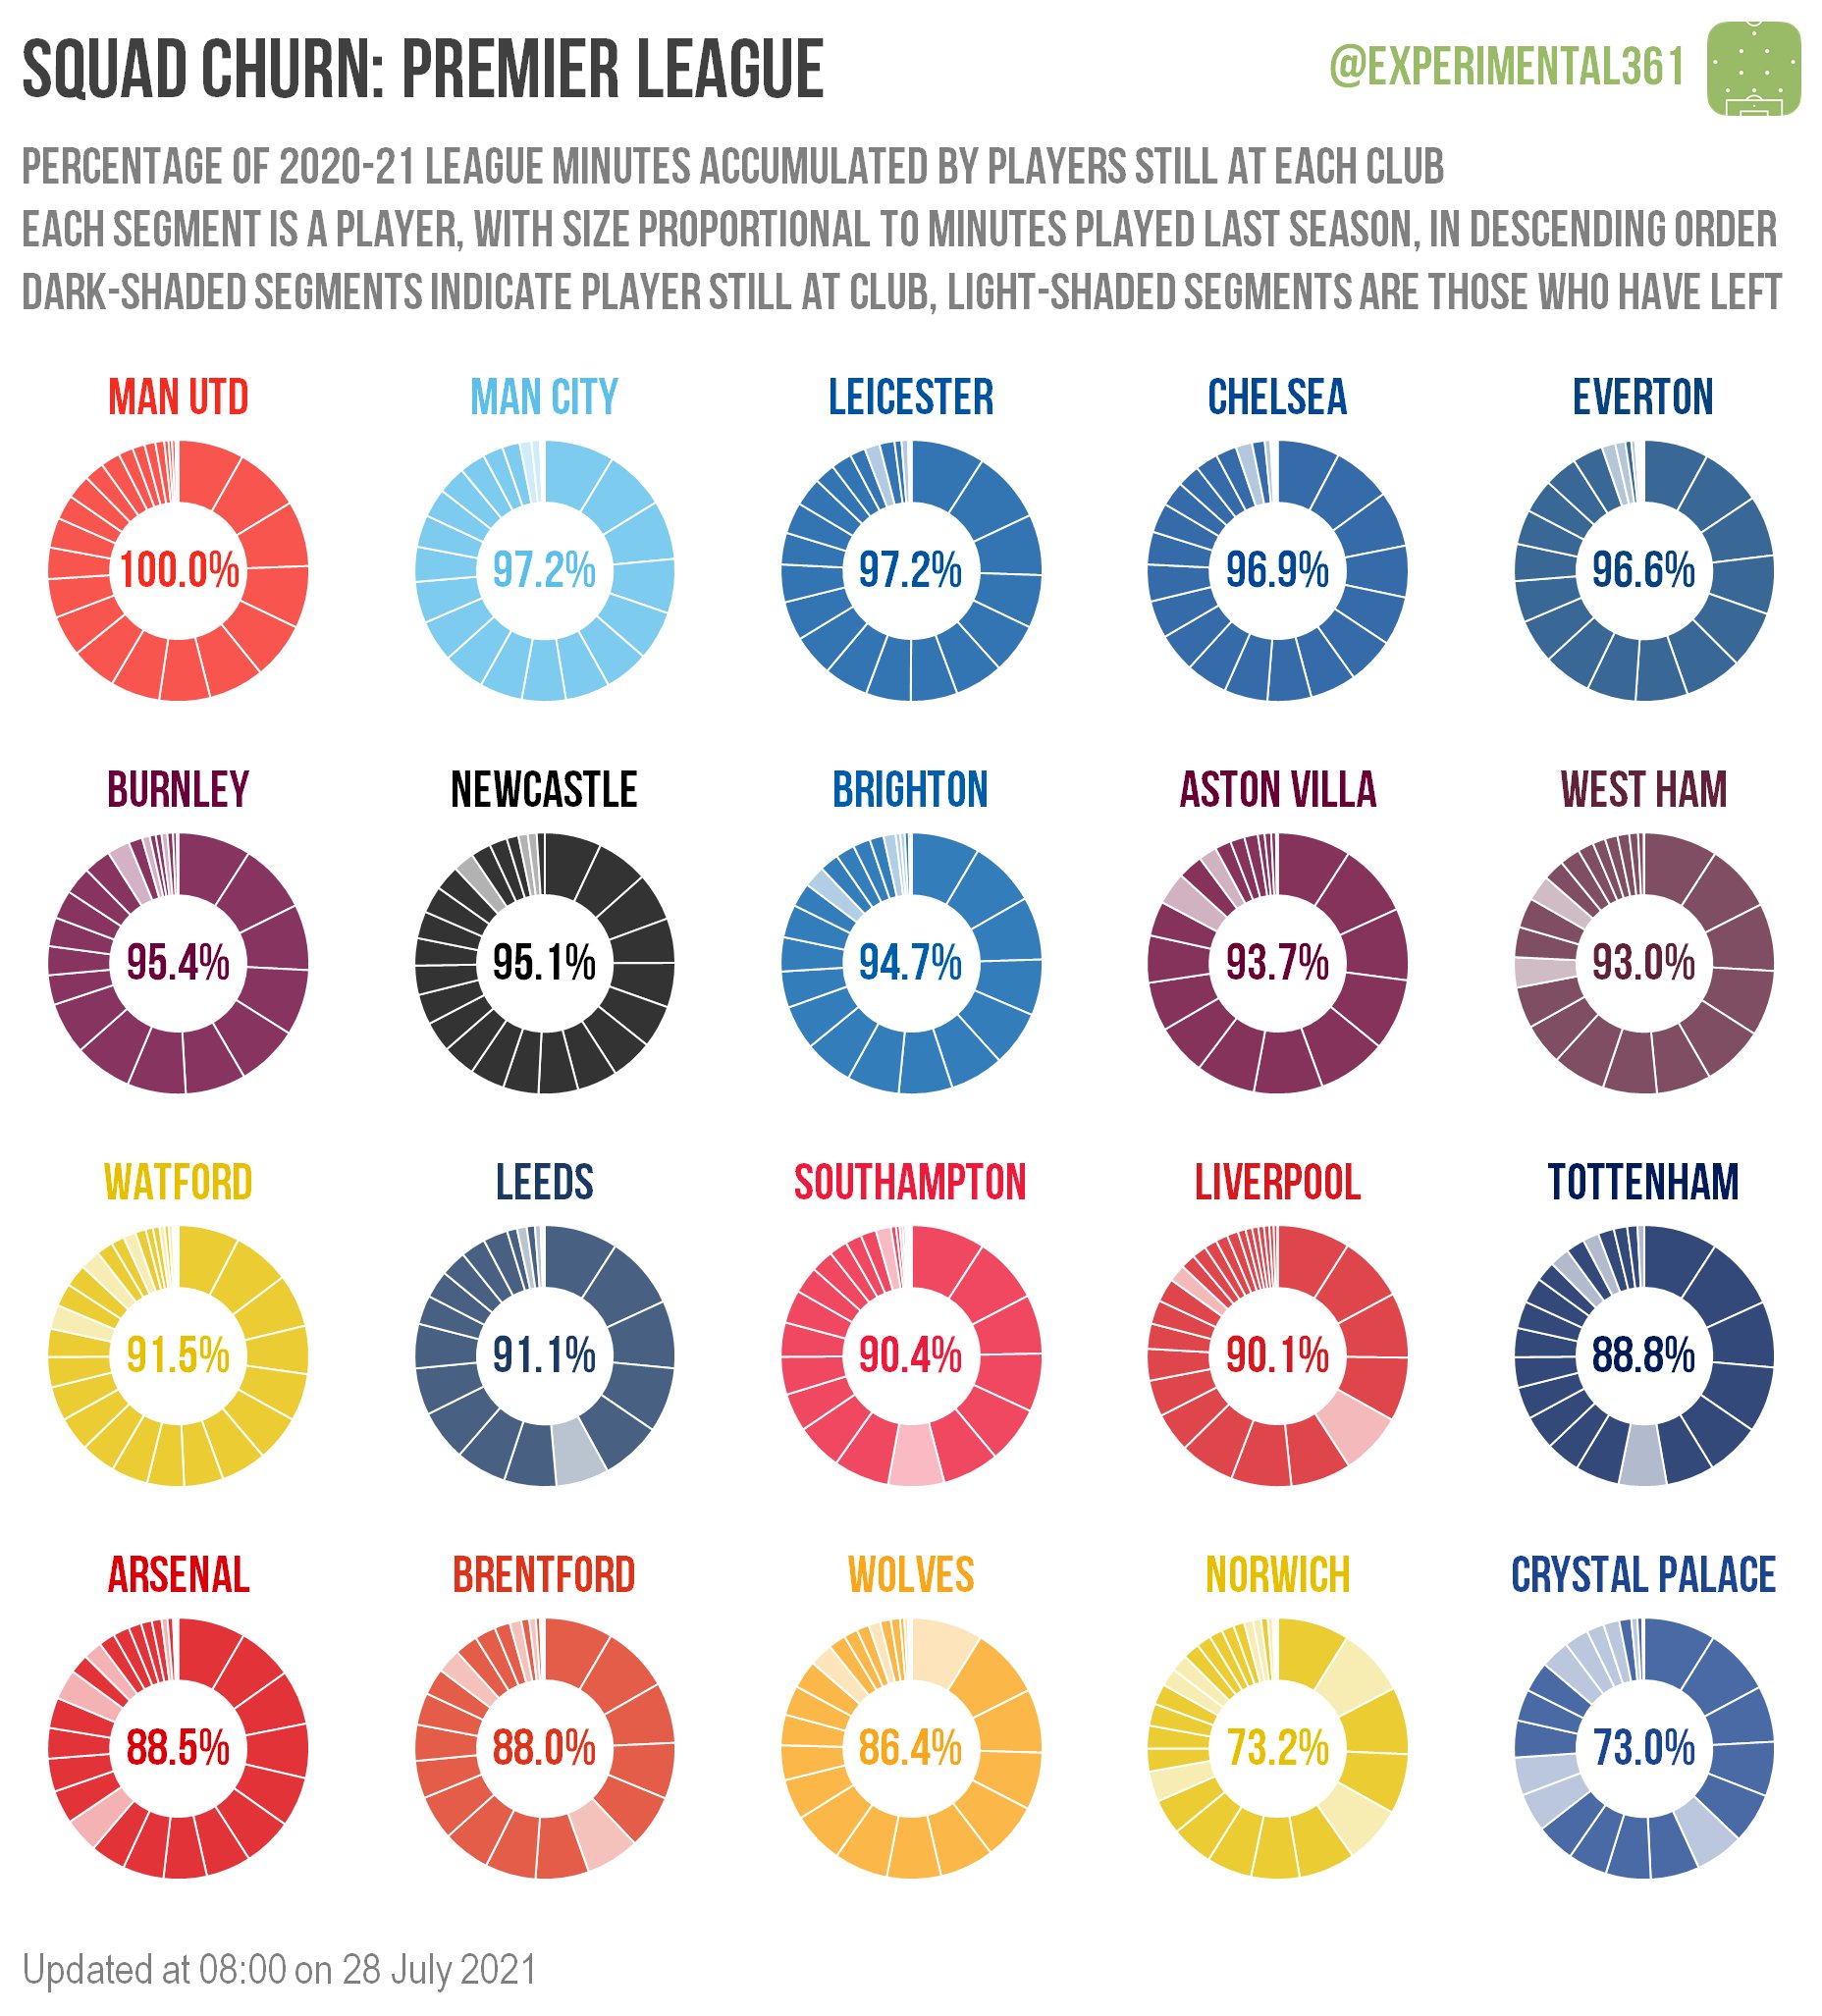 SQUAD CHURN: PREMIER LEAGUE
@EXPERIMENTAL361
PERCENTAGE OF 2020-21 LEAGUE MINUTES ACCUMULATED BY PLAYERS STILL AT EACH CLUB
EACH SEGMENT IS A PLAYER, WITH SIZE PROPORTIONAL TO MINUTES PLAYED LAST SEASON, IN DESCENDING ORDER
DARK-SHADED SEGMENTS INDICATE PLAYER STILL AT CLUB, LIGHT-SHADED SEGMENTS ARE THOSE WHO HAVE LEFT
MAN UTD MAN CITY LEICESTER CHELSEA EVERTON
100.0% 97.2% 97.2% 96.9% 96.6%
BURNLEY NEWCASTLE BRIGHTON ASTON VILLA WEST HAM
95.4% 95.1% 94.7% 93.7% 93.0%
WATFORD LEEDS SOUTHAMPTON LIVERPOOL TOTTENHAM
91.5% 91.1% 90.4% 90.1% 88.8%
ARSENAL BRENTFORD WOLVES NORWICH CRYSTAL PALACE
88.5% 88.0% 86.4% 73.2% 73.0%
Updated at 08:00 on 28 July 2021